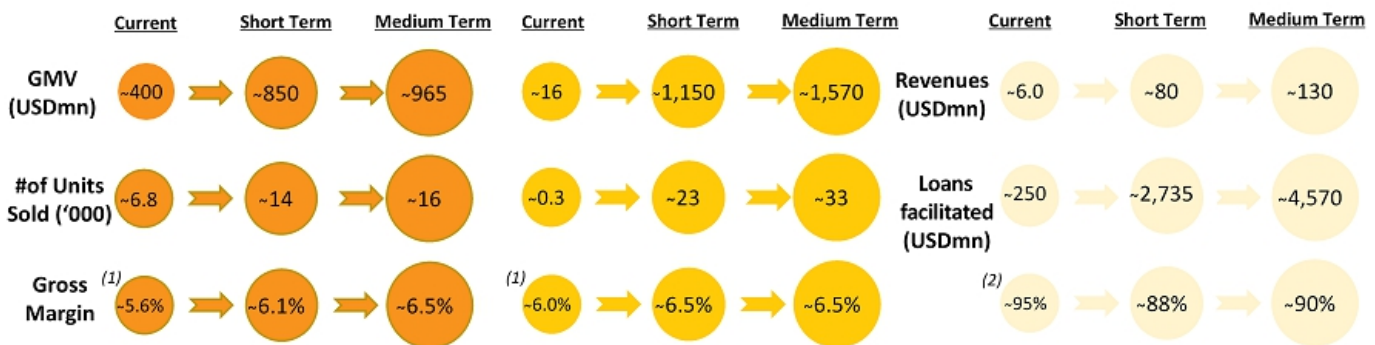 Current Short Term Medium Term Current Short Term Medium Term Current Short Term Medium Term
GMV
(USDmn)
~400 ~850 ~965 ~16 ~1,150 ~1,570
Revenues
(USDmn)
~6.0 ~80 ~130
#of Units
Sold (‘000)
~6.8 ~14 ~16 ~0.3 ~23 ~33
Loans
facilitated
(USDmn)
~250 ~2,735 ~4,570
Gross
Margin
(1) ~5.6% ~6.1% ~6.5% (1) ~6.0% ~6.5% ~6.5% (2) ~95% ~88% ~90%